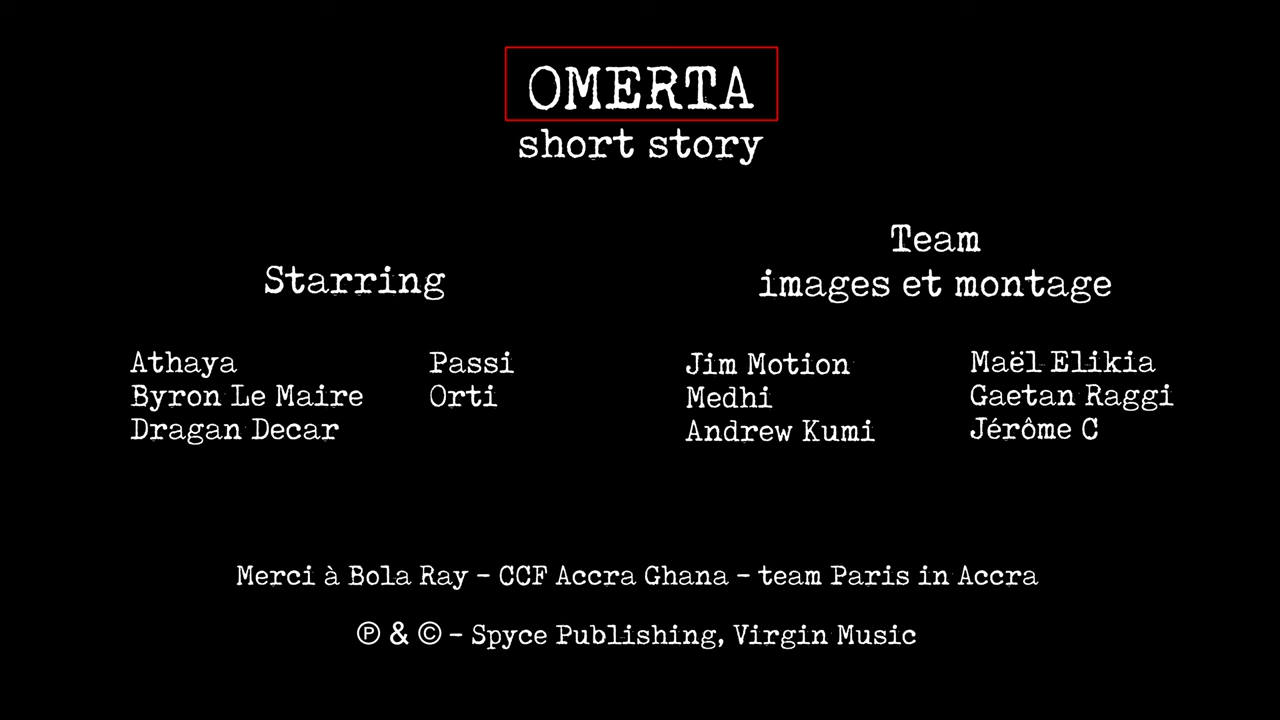 OMERTA
short story
Starring
Athaya
Byron Le Maire
Dragan Decar
Passi
Orti
Team
images et montage
Jim Motion
Medhi
Andrew Kumi
Maël Elikia
Gaetan Raggi
Jérôme C
Merci à Bola Ray - CCF Accra Ghana - team Paris in Accra
℗ & © - Spyce Publishing, Virgin Music